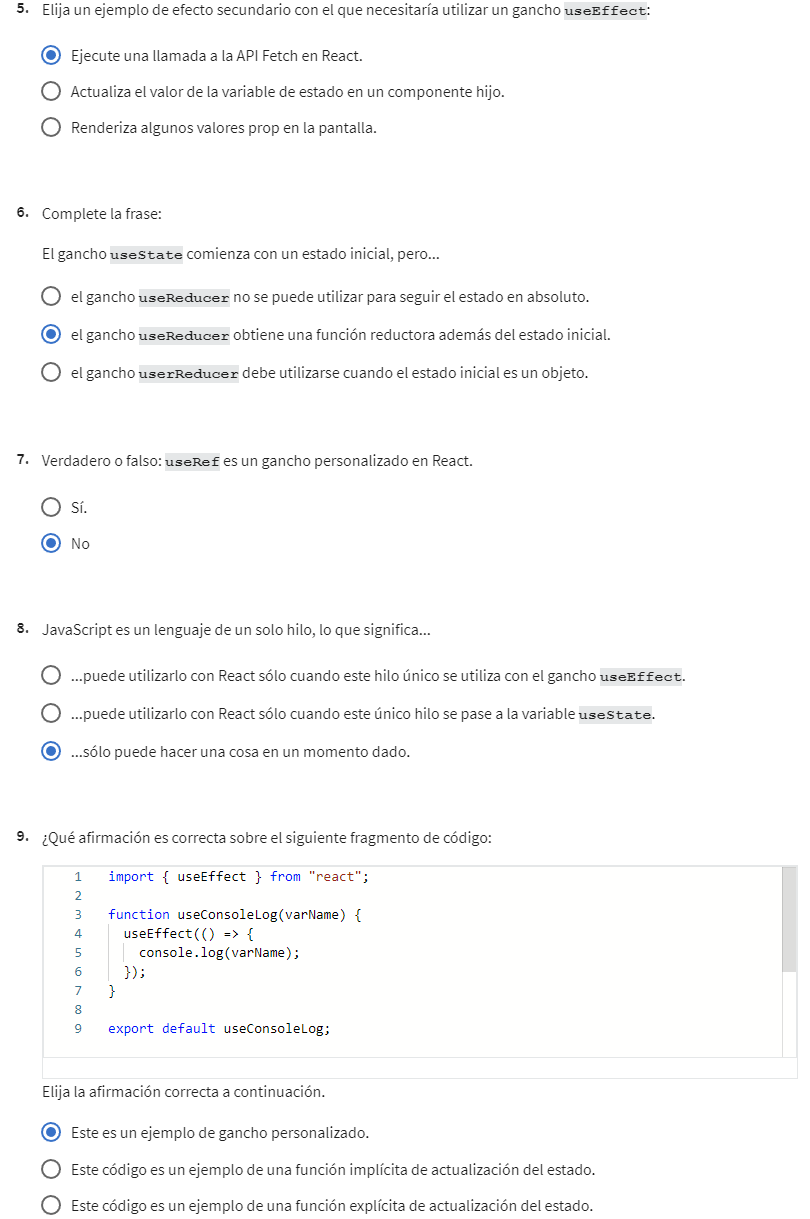 5. Elija un ejemplo de efecto secundario con el que necesitaría utilizar un gancho useEffect:
Ejecute una llamada a la API Fetch en React.
Actualiza el valor de la variable de estado en un componente hijo.
Renderiza algunos valores prop en la pantalla.
6. Complete la frase:
El gancho useState comienza con un estado inicial, pero...
el gancho useReducer no se puede utilizar para seguir el estado en absoluto.
el gancho useReducer obtiene una función reductora además del estado inicial.
el gancho userReducer debe utilizarse cuando el estado inicial es un objeto.
7. Verdadero o falso: useRef es un gancho personalizado en React.
Sí.
No
8. JavaScript es un lenguaje de un solo hilo, lo que significa...
...puede utilizarlo con React sólo cuando este hilo único se utiliza con el gancho useEffect.
...puede utilizarlo con React sólo cuando este único hilo se pase a la variable useState.
...sólo puede hacer una cosa en un momento dado.
9. ¿Qué afirmación es correcta sobre el siguiente fragmento de código:
1 import { useEffect } from "react";
2
3 function useConsoleLog(varName) {
4 useEffect(() => {
5 console.log(varName);
6 });
7 }
8
9 export default useConsoleLog;
Elija la afirmación correcta a continuación.
Este es un ejemplo de gancho personalizado.
Este código es un ejemplo de una función implícita de actualización del estado.
Este código es un ejemplo de una función explícita de actualización del estado.